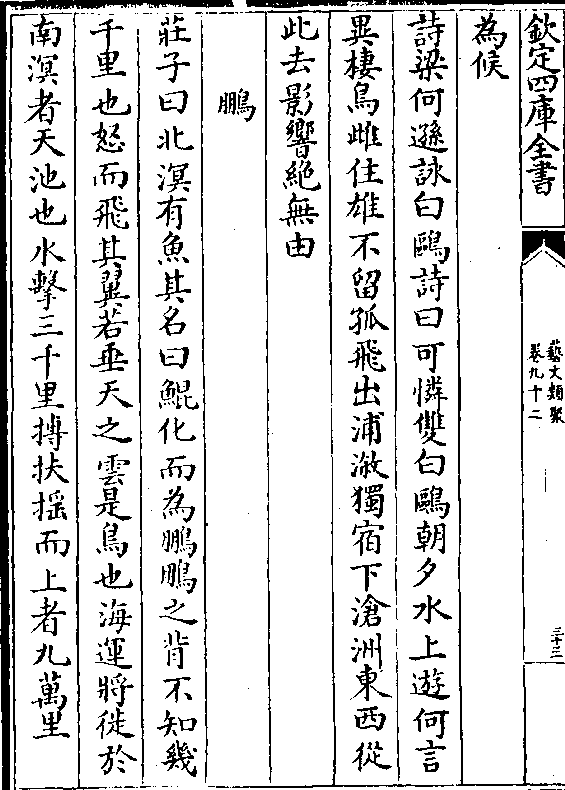 欽定四庫全書
藝文類聚
卷九十二
三十三
為候
詩梁何遜詠白鷗詩曰可憐雙白鷗朝夕水上遊何言
異棲鳥雌住雄不留孤飛出浦漵獨宿下滄洲東西從
此去影響絶無由
鵬
莊子曰北溟有魚其名曰鯤化而為鵬鵬之背不知幾
千里也怒而飛其翼若垂天之雲是鳥也海運將徙於
南溟者天池也水擊三千里摶扶揺而上者九萬里